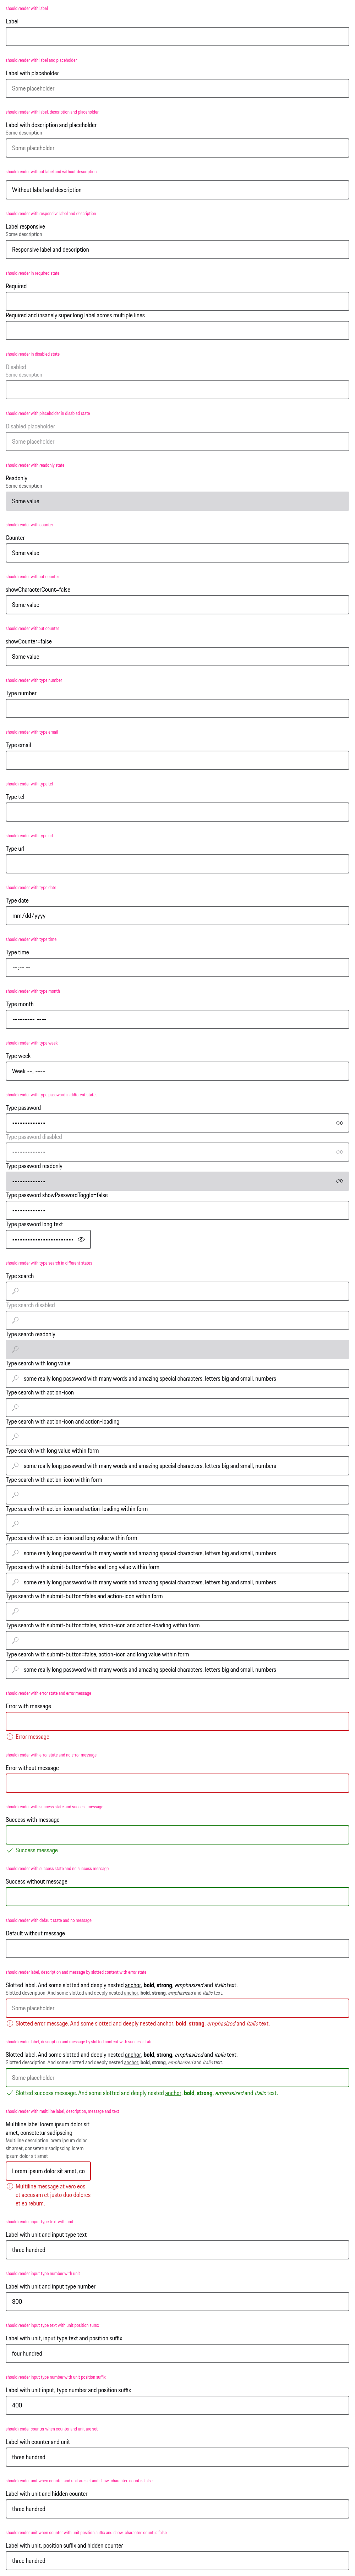 should render with label
Label
should render with label and placeholder
Label with placeholder
Some placeholder
should render with label, description and placeholder
Label with description and placeholder
Some description
Some placeholder
should render without label and without description
Without label and description
should render with responsive label and description
Label responsive
Some description
Responsive label and description
should render in required state
Required
Required and insanely super long label across multiple lines
should render in disabled state
Disabled
Some description
should render with placeholder in disabled state
Disabled placeholder
Some placeholder
should render with readonly state
Readonly
Some description
Some value
should render with counter
Counter
Some value
should render without counter
showCharacterCount=false
Some value
should render without counter
showCounter=false
Some value
should render with type number
Type number
should render with type email
Type email
should render with type tel
Type tel
should render with type url
Type url
should render with type date
Type date
mm/dd/yyyy
should render with type time
Type time
--:-- --
should render with type month
Type month
--------- ----
should render with type week
Type week
Week --, ----
should render with type password in different states
Type password
•••••••••••••
Type password disabled
•••••••••••••
Type password readonly
•••••••••••••
Type password showPasswordToggle=false
•••••••••••••
Type password long text
••••••••••••••••••••••••
should render with type search in different states
Type search
Type search disabled
Type search readonly
Type search with long value
some really long password with many words and amazing special characters, letters big and small, numbers
Type search with action-icon
Type search with action-icon and action-loading
Type search with long value within form
some really long password with many words and amazing special characters, letters big and small, numbers
Type search with action-icon within form
Type search with action-icon and action-loading within form
Type search with action-icon and long value within form
some really long password with many words and amazing special characters, letters big and small, numbers
Type search with submit-button=false and long value within form
some really long password with many words and amazing special characters, letters big and small, numbers
Type search with submit-button=false and action-icon within form
Type search with submit-button=false, action-icon and action-loading within form
Type search with submit-button=false, action-icon and long value within form
some really long password with many words and amazing special characters, letters big and small, numbers
should render with error state and error message
Error with message
Error message
should render with error state and no error message
Error without message
should render with success state and success message
Success with message
Success message
should render with success state and no success message
Success without message
should render with default state and no message
Default without message
should render label, description and message by slotted content with error state
Slotted label. And some slotted and deeply nested anchor, bold, strong, emphasized and italic text.
Slotted description. And some slotted and deeply nested anchor, bold, strong, emphasized and italic text.
Some placeholder
Slotted error message. And some slotted and deeply nested anchor, bold, strong, emphasized and italic text.
should render label, description and message by slotted content with success state
Slotted label. And some slotted and deeply nested anchor, bold, strong, emphasized and italic text.
Slotted description. And some slotted and deeply nested anchor, bold, strong, emphasized and italic text.
Some placeholder
Slotted success message. And some slotted and deeply nested anchor, bold, strong, emphasized and italic text.
should render with multiline label, description, message and text
Multiline label lorem ipsum dolor sit
amet, consetetur sadipscing
Multiline description lorem ipsum dolor
sit amet, consetetur sadipscing lorem
ipsum dolor sit amet
Lorem ipsum dolor sit amet, co
Multiline message at vero eos
et accusam et justo duo dolores
et ea rebum.
should render input type text with unit
Label with unit and input type text
three hundred
should render input type number with unit
Label with unit and input type number
300
should render input type text with unit position suffix
Label with unit, input type text and position suffix
four hundred
should render input type number with unit position suffix
Label with unit input, type number and position suffix
400
should render counter when counter and unit are set
Label with counter and unit
three hundred
should render unit when counter and unit are set and show-character-count is false
Label with unit and hidden counter
three hundred
should render unit when counter with unit position suffix and show-character-count is false
Label with unit, position suffix and hidden counter
three hundred